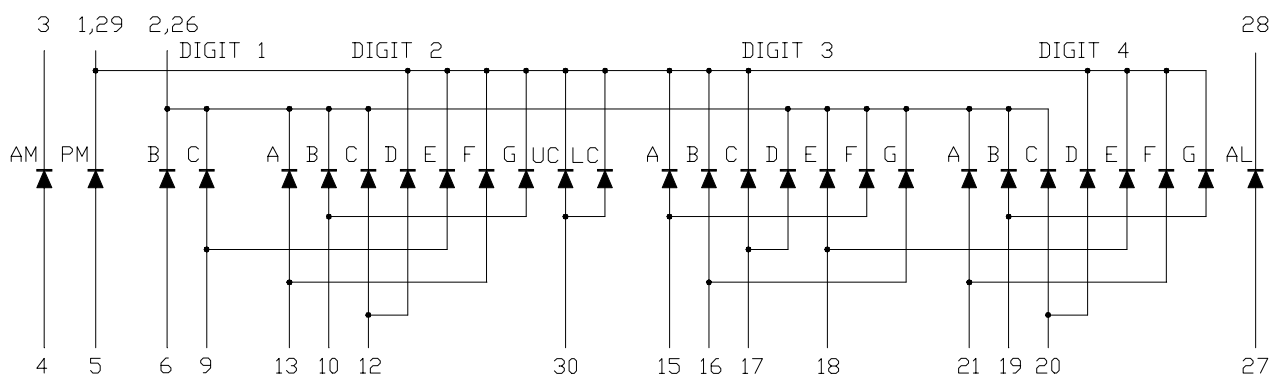 3 1,29 2,26 28
DIGIT 1 DIGIT 2 DIGIT 3 DIGIT 4
AM PM B C A B C D E F G UC LC A B C D E F G A B C D E F G AL
4 5 6 9 13 10 12 30 15 16 17 18 21 19 20 27